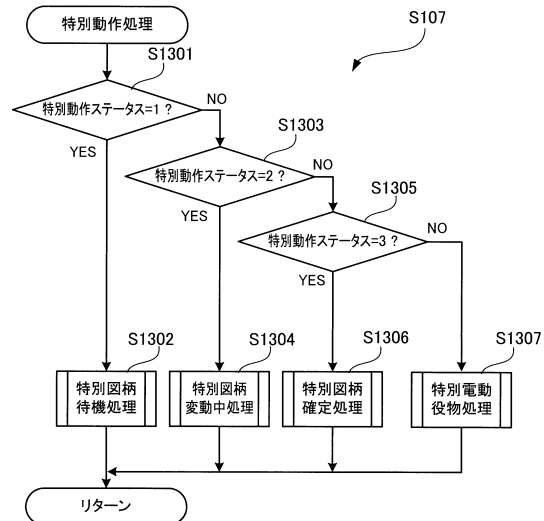 特別動作処理
S107
S1301
特別動作ステータス=1 ?
NO
YES
S1303
特別動作ステータス=2 ?
NO
YES
S1305
特別動作ステータス=3 ?
NO
YES
S1302
特別図柄
待機処理
S1304
特別図柄
変動中処理
S1306
特別図柄
確定処理
S1307
特別電動
役物処理
リターン